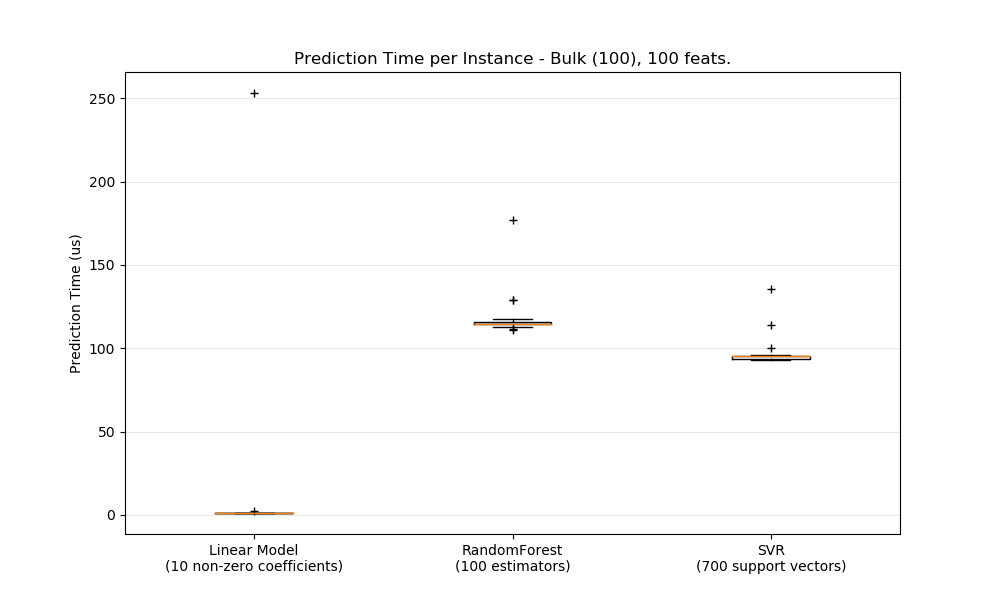 Prediction Time per Instance - Bulk (100), 100 feats.
250
200
150
100
50
0
Prediction Time (us)
Linear Model
(10 non-zero coefficients)
RandomForest
(100 estimators)
SVR
(700 support vectors)